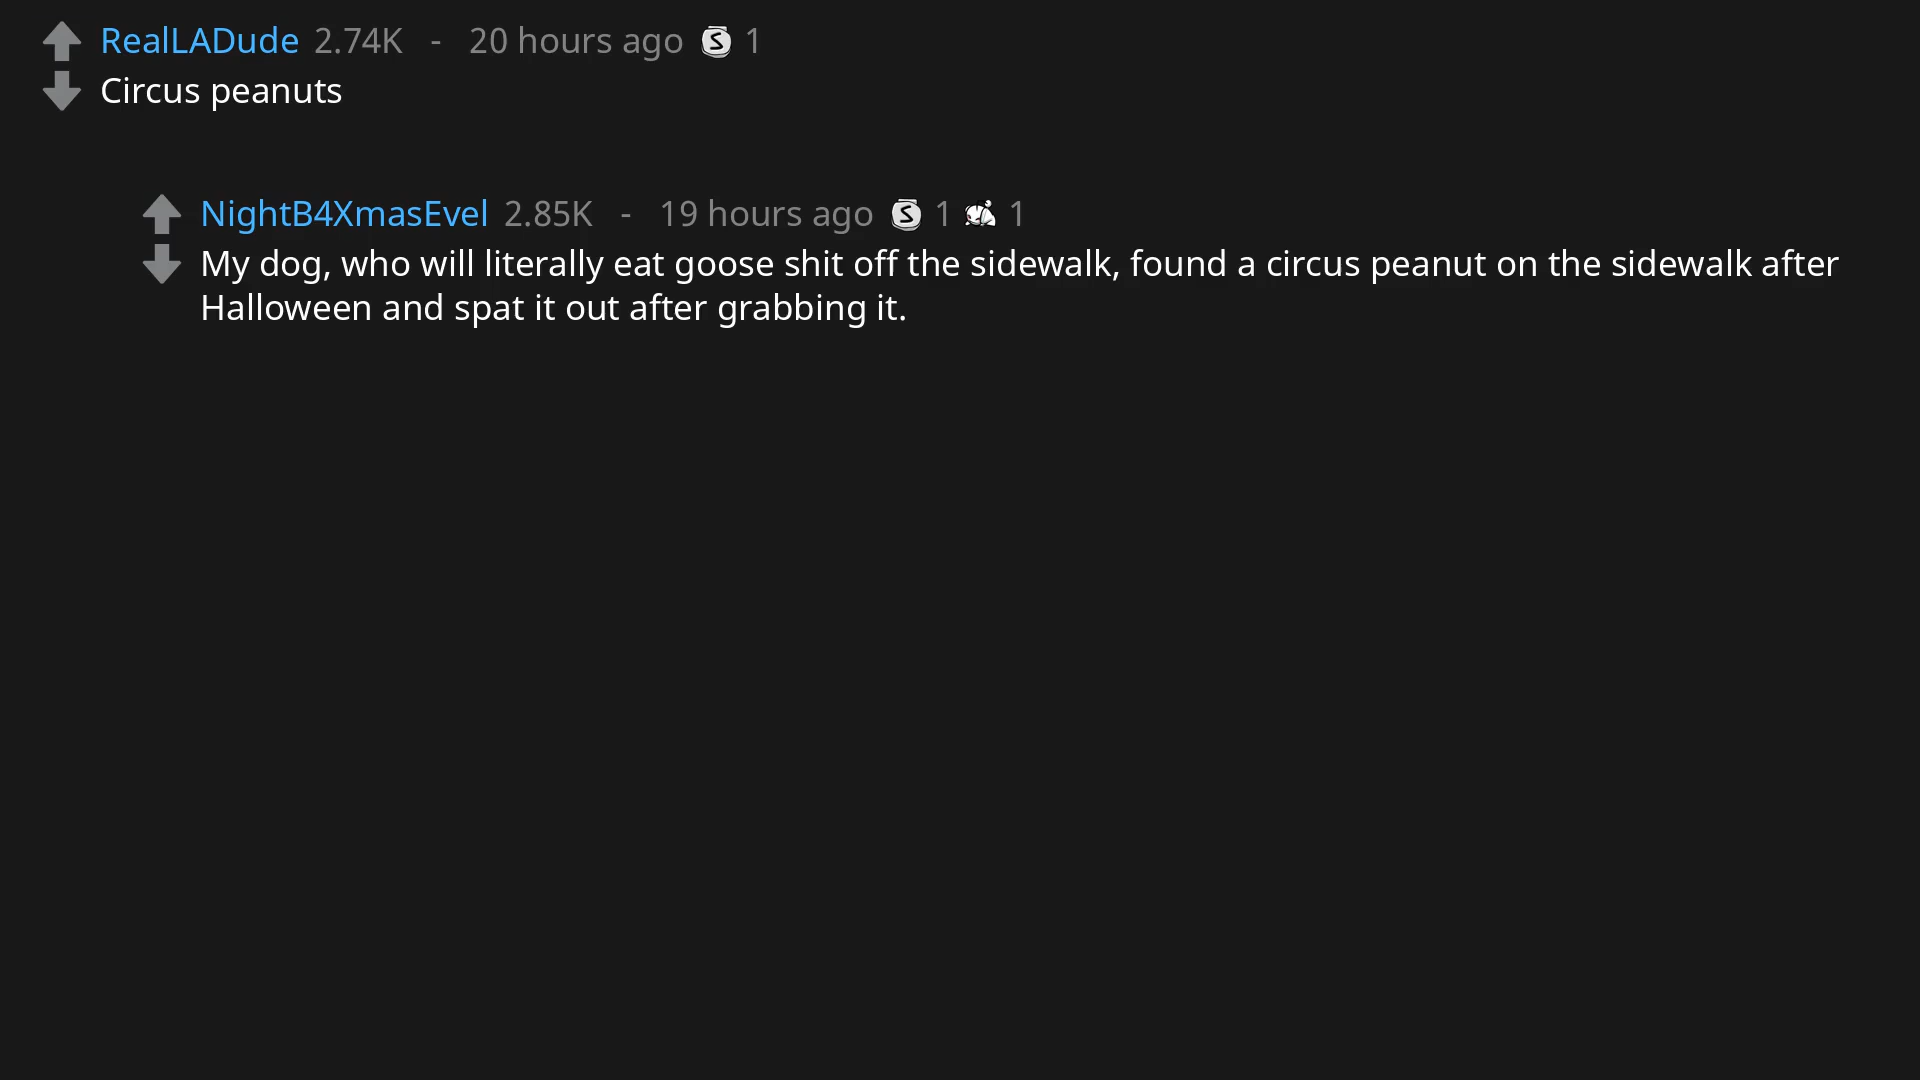 RealLADude 2.74K - 20 hours ago S 1
Circus peanuts
NightB4XmasEvel 2.85K - 19 hours ago S 1 1
My dog, who will literally eat goose shit off the sidewalk, found a circus peanut on the sidewalk after
Halloween and spat it out after grabbing it.